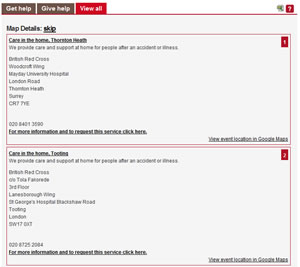 Get help Give help View all
?
Map Details: skip
Care in the home, Thornton Heath
1
We provide care and support at home for people after an accident or illness.
British Red Cross
Woodcroft Wing
Mayday University Hospital
London Road
Thornton Heath
Surrey
CR7 7YE
020 8401 3590
For more information and to request this service click here.
View event location in Google Maps
Care in the home, Tooting
2
We provide care and support at home for people after an accident or illness.
British Red Cross
c/o Tola Fakorede
3rd Floor
Lanesborough Wing
St George's Hospital Blackshaw Road
Tooting
London
SW17 0XT
020 8725 2084
For more information and to request this service click here.
View event location in Google Maps